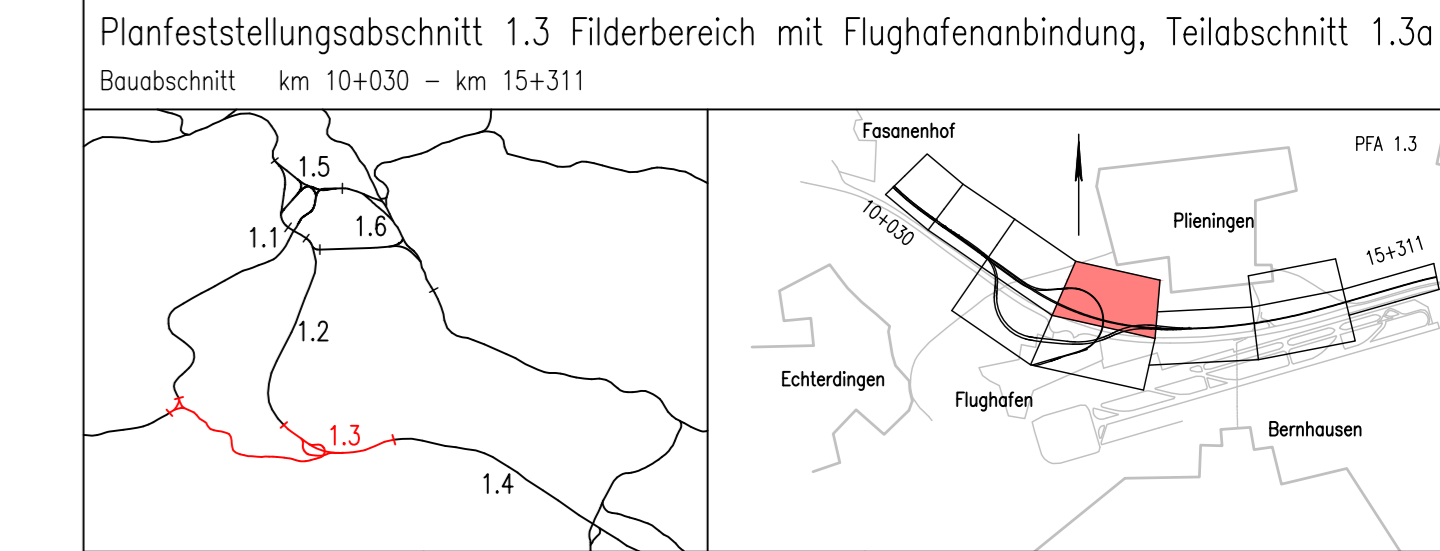 Planfeststellungsabschnitt 1.3 Filderbereich mit Flughafenanbindung, Teilabschnitt 1.3a
Bauabschnitt km 10+030 – km 15+311
1.5
1.6
1.1
1.2
1.3
1.4
Fasanenhof
PFA 1.3
10+030
Plieningen
15+311
Echterdingen
Flughafen
Bernhausen